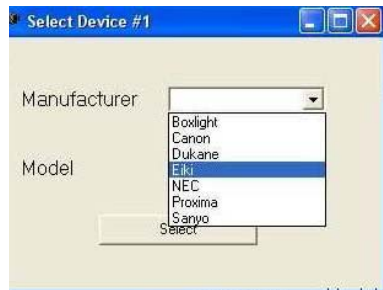 Select Device #1
Manufacturer
Boxlight
Canon
Dukane
Eiki
NEC
Proxima
Sanyo
Model
Select